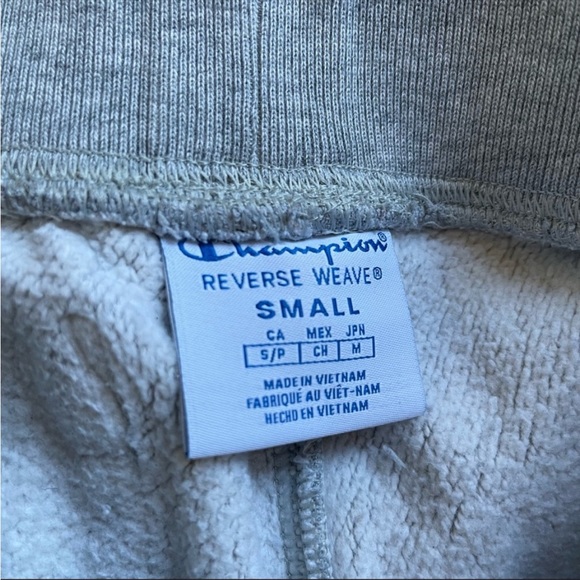 Champion®
REVERSE WEAVE®
SMALL
CA MEX JPN
S/P CH M
MADE IN VIETNAM
FABRIQUÉ AU VIÊT-NAM
HECHO EN VIETNAM